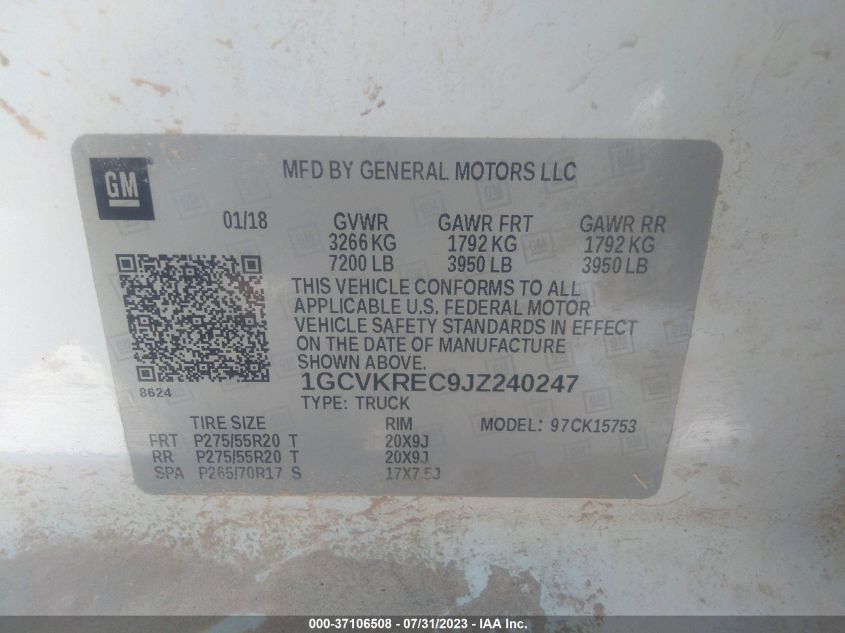 GM
MFD BY GENERAL MOTORS LLC
01/18 GVWR GAWR FRT GAWR RR
3266 KG 1792 KG 1792 KG
7200 LB 3950 LB 3950 LB
THIS VEHICLE CONFORMS TO ALL
APPLICABLE U.S. FEDERAL MOTOR
VEHICLE SAFETY STANDARDS IN EFFECT
ON THE DATE OF MANUFACTURE
SHOWN ABOVE.
8624
1GCVKREC9JZ240247
TYPE: TRUCK
TIRE SIZE RIM MODEL: 97CK15753
FRT P275/55R20 T 20X9J
RR P275/55R20 T 20X9J
SPA P265/70R17 S 17X7.5J
000-37106508 - 07/31/2023 - IAA Inc.